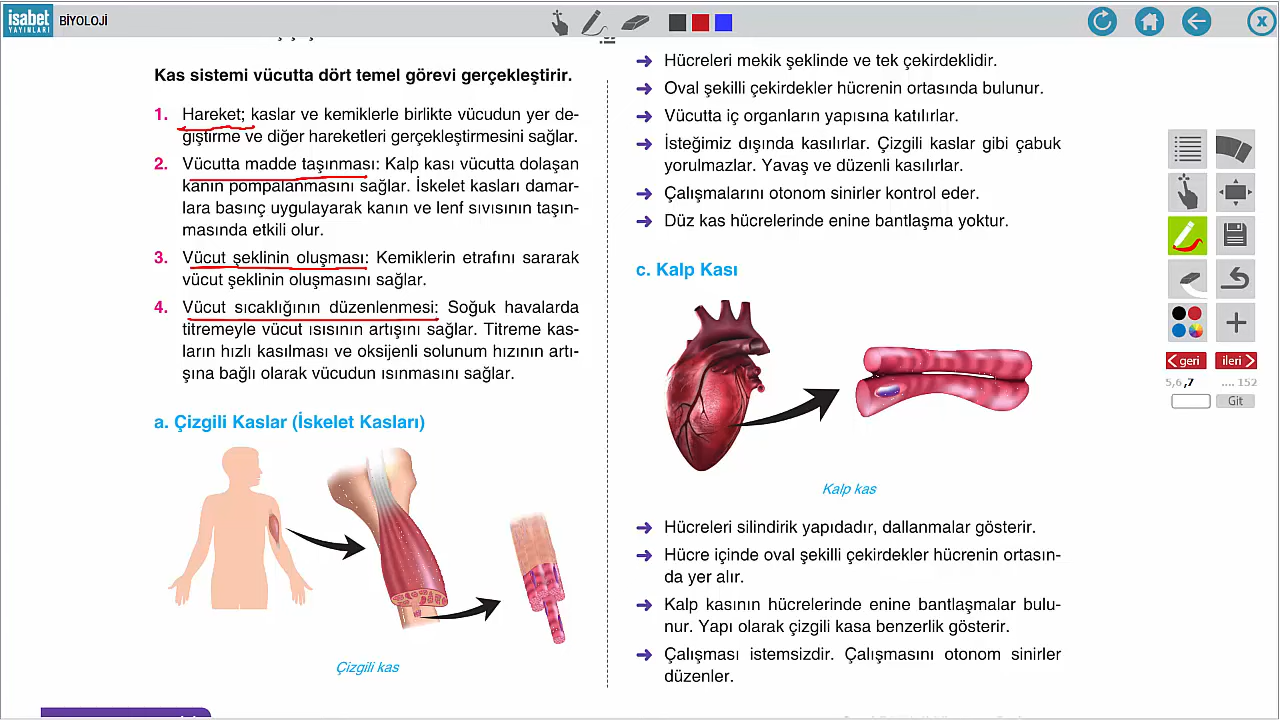 isabet
YAYINLARI
BİYOLOJİ
Kas sistemi vücutta dört temel görevi gerçekleştirir.
1. Hareket; kaslar ve kemiklerle birlikte vücudun yer de-
ğiştirme ve diğer hareketleri gerçekleştirmesini sağlar.
2. Vücutta madde taşınması: Kalp kası vücutta dolaşan
kanın pompalanmasını sağlar. İskelet kasları damar-
lara basınç uygulayarak kanın ve lenf sıvısının taşın-
masında etkili olur.
3. Vücut şeklinin oluşması: Kemiklerin etrafını sararak
vücut şeklinin oluşmasını sağlar.
4. Vücut sıcaklığının düzenlenmesi: Soğuk havalarda
titremeyle vücut ısısının artışını sağlar. Titreme kas-
ların hızlı kasılması ve oksijenli solunum hızının artı-
şına bağlı olarak vücudun ısınmasını sağlar.
a. Çizgili Kaslar (İskelet Kasları)
Çizgili kas
Hücreleri mekik şeklinde ve tek çekirdeklidir.
Oval şekilli çekirdekler hücrenin ortasında bulunur.
Vücutta iç organların yapısına katılırlar.
İsteğimiz dışında kasılırlar. Çizgili kaslar gibi çabuk
yorulmazlar. Yavaş ve düzenli kasılırlar.
Çalışmalarını otonom sinirler kontrol eder.
Düz kas hücrelerinde enine bantlaşma yoktur.
c. Kalp Kası
Kalp kas
Hücreleri silindirik yapıdadır, dallanmalar gösterir.
Hücre içinde oval şekilli çekirdekler hücrenin ortasın-
da yer alır.
Kalp kasının hücrelerinde enine bantlaşmalar bulu-
nur. Yapı olarak çizgili kasa benzerlik gösterir.
Çalışması istemsizdir. Çalışmasını otonom sinirler
düzenler.
geri ileri
5,6,7 .... 152
Git